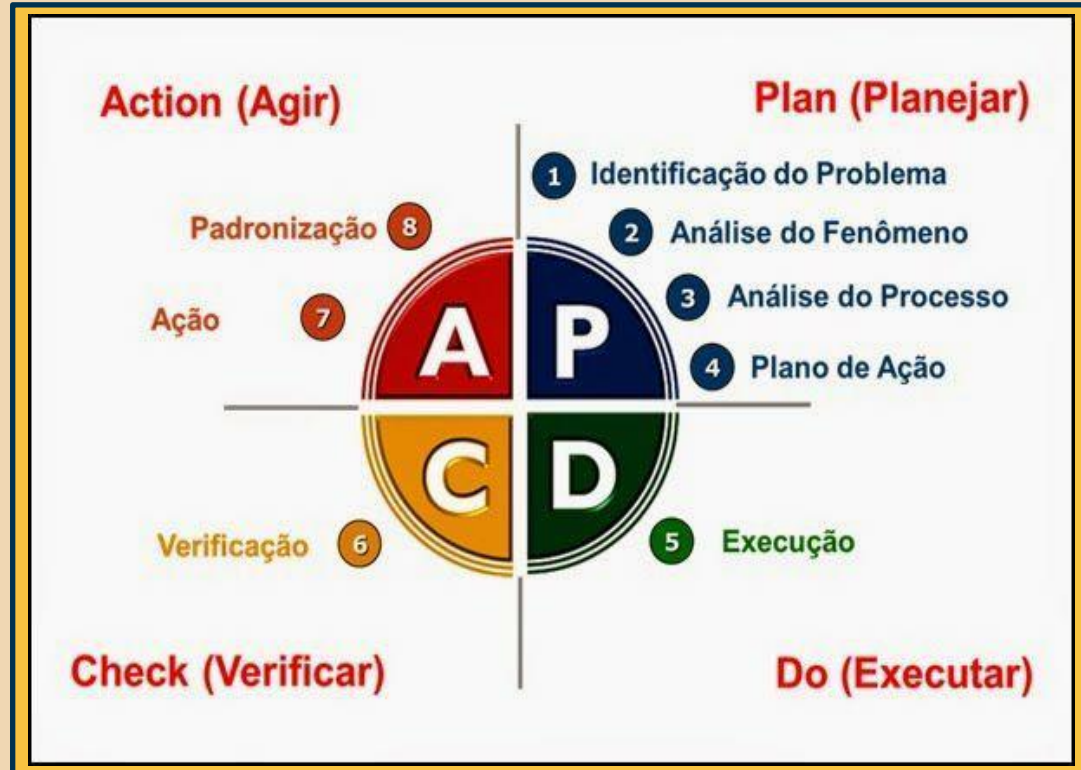 Action (Agir)
Plan (Planejar)
1 Identificação do Problema
2 Análise do Fenômeno
3 Análise do Processo
4 Plano de Ação
Padronização 8
Ação 7
A P
C D
Verificação 6
5 Execução
Check (Verificar)
Do (Executar)